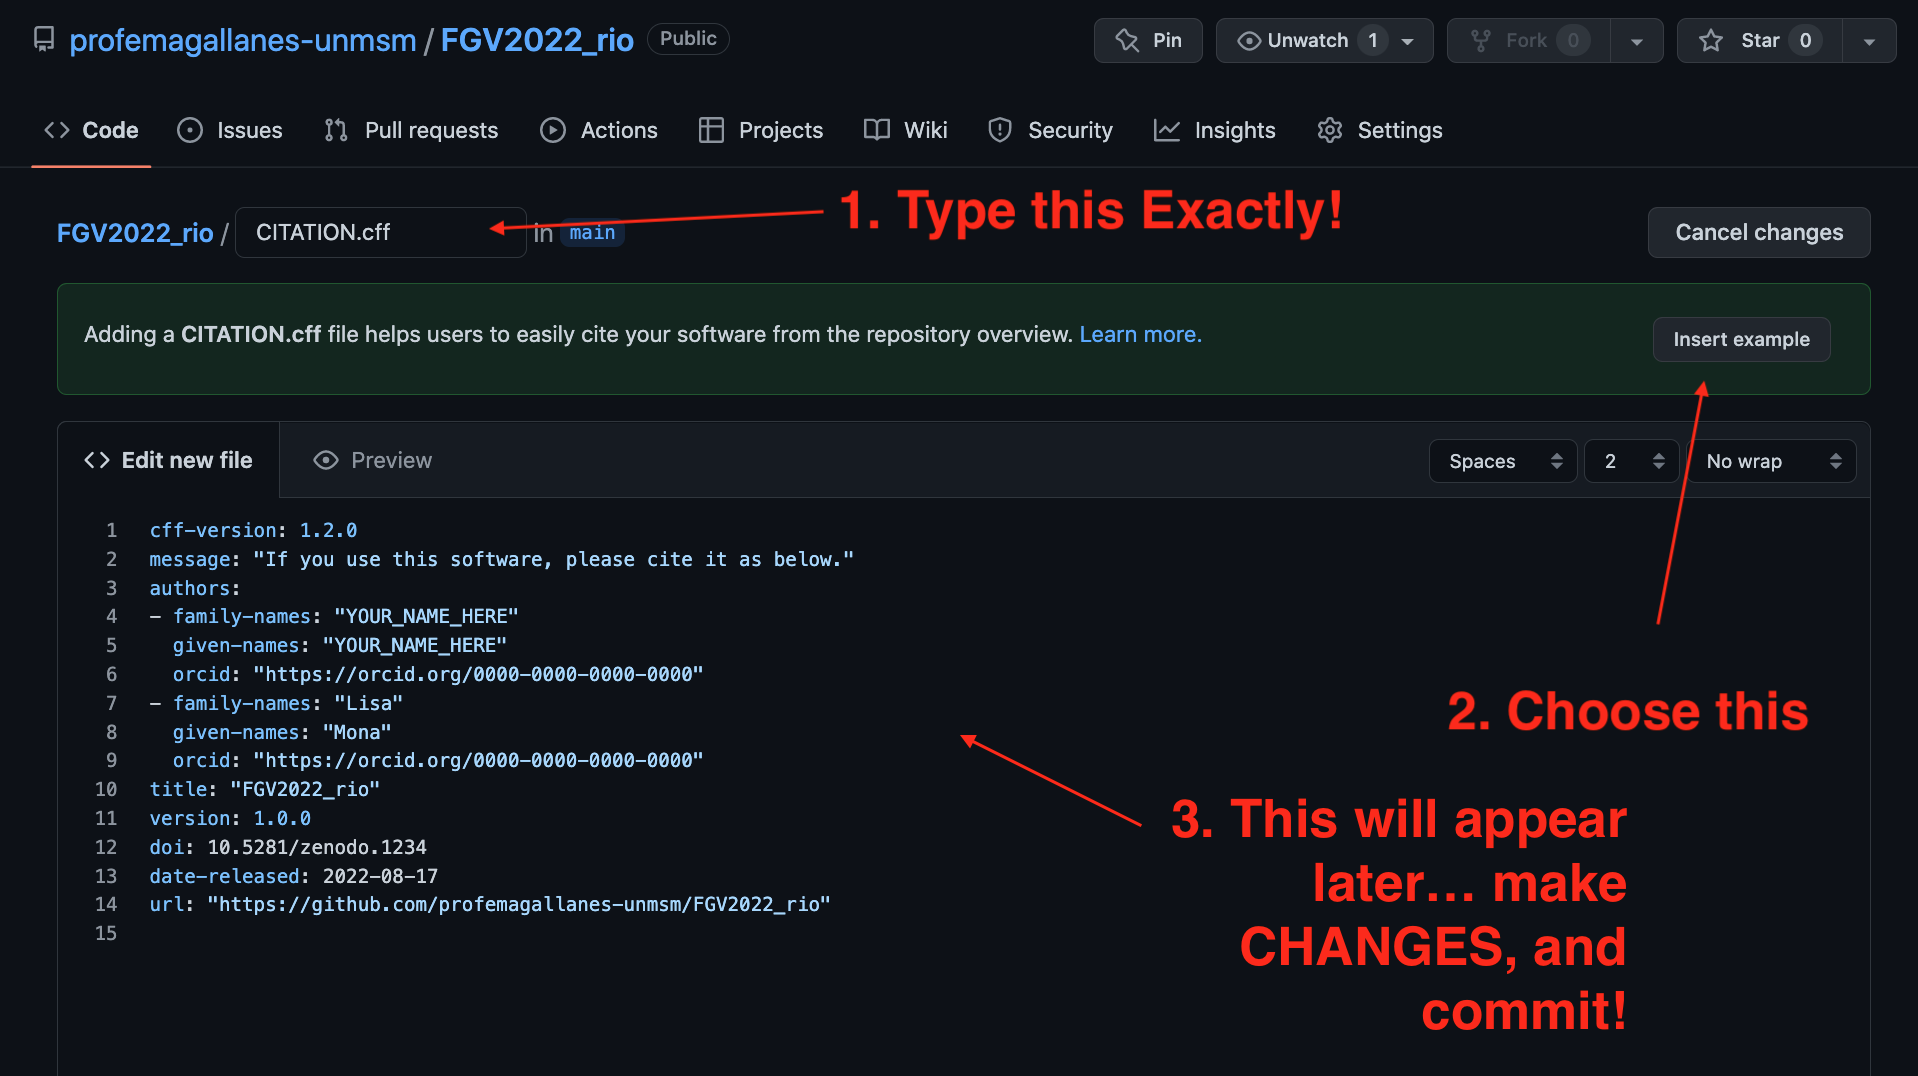 profemagallanes-unmsm / FGV2022_rio Public
Pin
Unwatch 1
Fork 0
Star 0
Code
Issues
Pull requests
Actions
Projects
Wiki
Security
Insights
Settings
1. Type this Exactly!
FGV2022_rio / CITATION.cff in main
Cancel changes
Adding a CITATION.cff file helps users to easily cite your software from the repository overview. Learn more.
Insert example
Edit new file
Preview
Spaces
2
No wrap
1 cff-version: 1.2.0
2 message: "If you use this software, please cite it as below."
3 authors:
4 - family-names: "YOUR_NAME_HERE"
5 given-names: "YOUR_NAME_HERE"
6 orcid: "https://orcid.org/0000-0000-0000-0000"
7 - family-names: "Lisa"
8 given-names: "Mona"
9 orcid: "https://orcid.org/0000-0000-0000-0000"
10 title: "FGV2022_rio"
11 version: 1.0.0
12 doi: 10.5281/zenodo.1234
13 date-released: 2022-08-17
14 url: "https://github.com/profemagallanes-unmsm/FGV2022_rio"
15
2. Choose this
3. This will appear
later... make
CHANGES, and
commit!